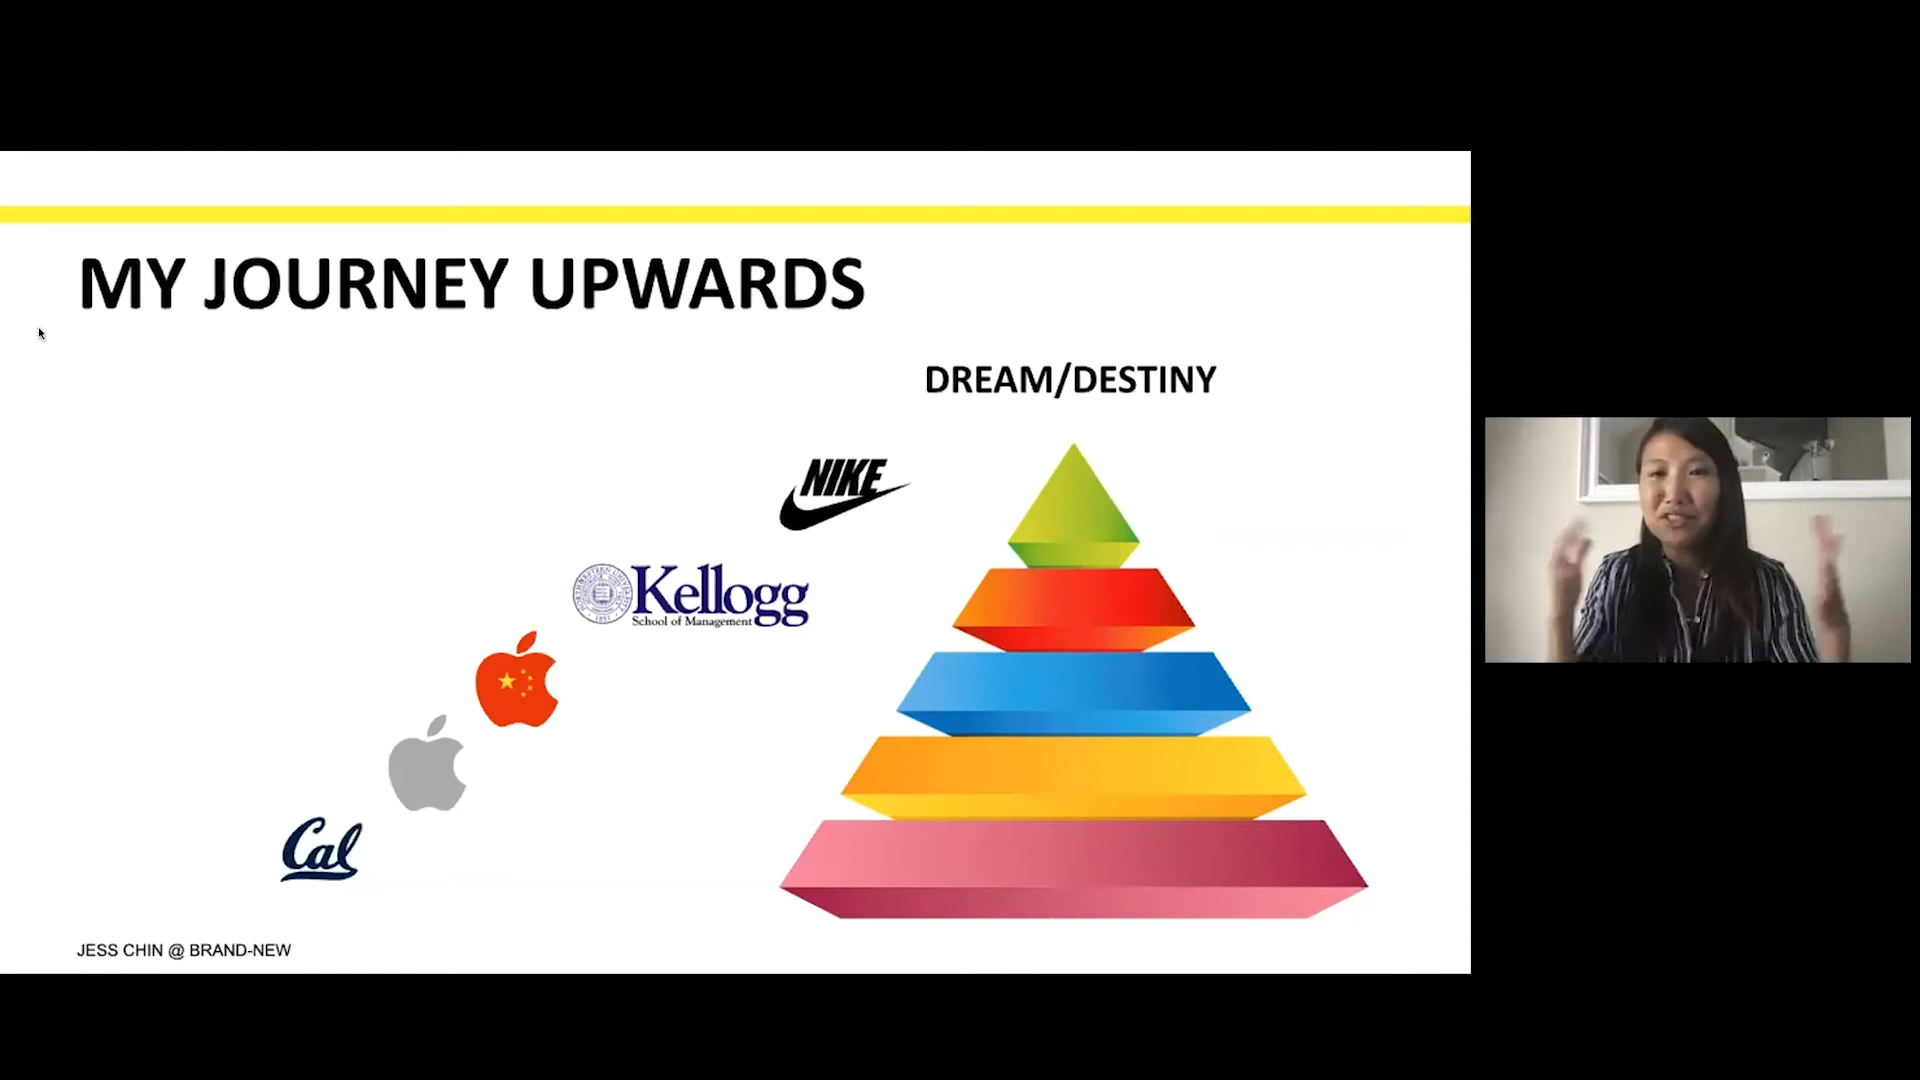 MY JOURNEY UPWARDS
DREAM/DESTINY
NIKE
Kellogg
School of Management
Cal
JESS CHIN @ BRAND-NEW